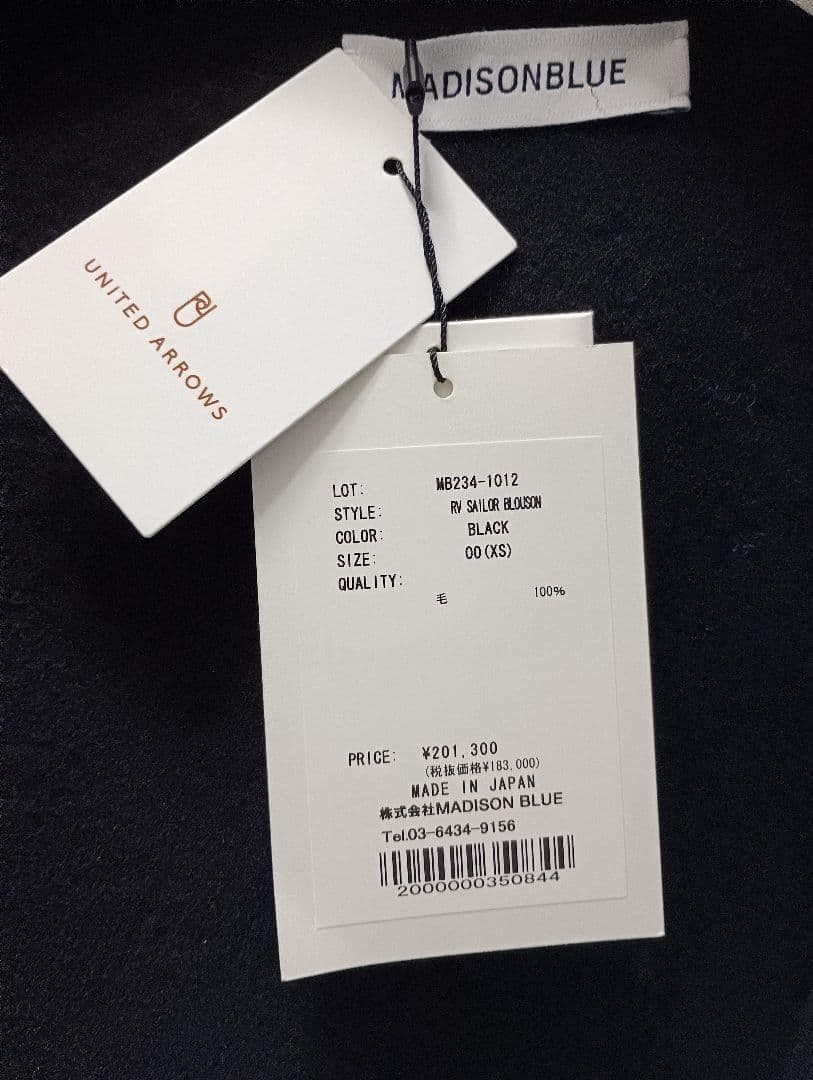 MADISONBLUE
UNITED ARROWS
LOT: MB234-1012
STYLE: RV SAILOR BLOUSON
COLOR: BLACK
SIZE: 00(XS)
QUALITY:
毛 100%
PRICE: ¥201,300
(税抜価格¥183,000)
MADE IN JAPAN
株式会社MADISON BLUE
Tel.03-6434-9156
2000000350844